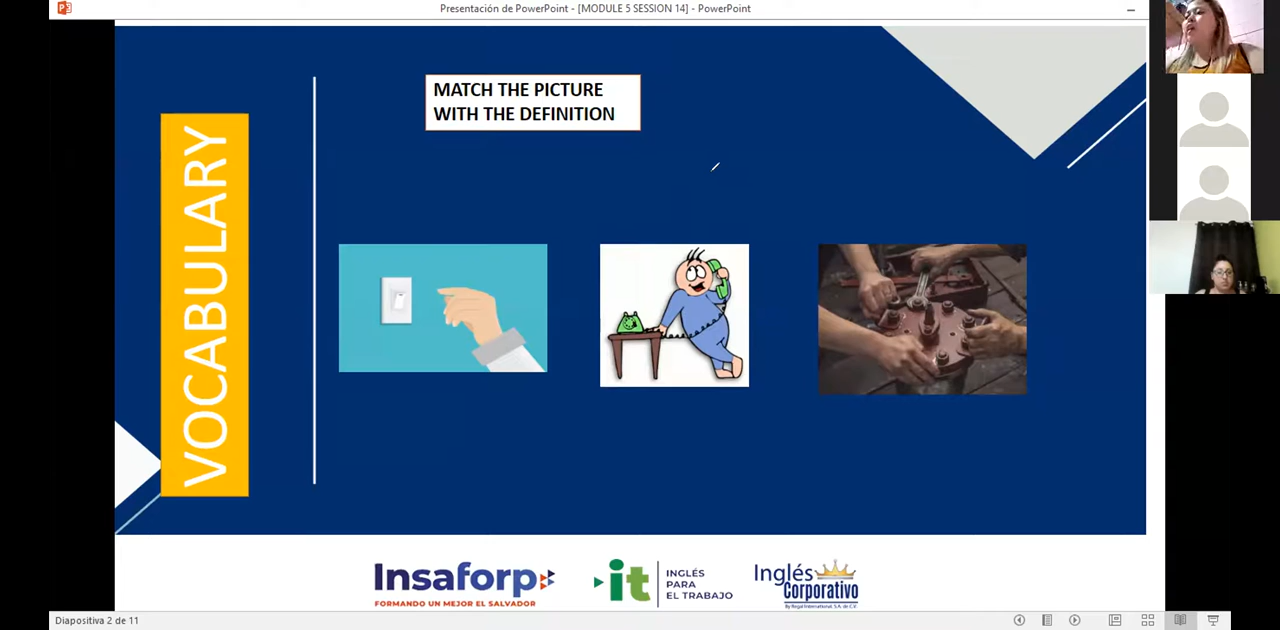 Presentación de PowerPoint - [MODULE 5 SESSION 14] - PowerPoint
MATCH THE PICTURE
WITH THE DEFINITION
VOCABULARY
Insaforp
FORMANDO UN MEJOR EL SALVADOR
it
INGLÉS
PARA
EL TRABAJO
Inglés
Corporativo
By Regal International, S.A. de C.V.
Diapositiva 2 de 11